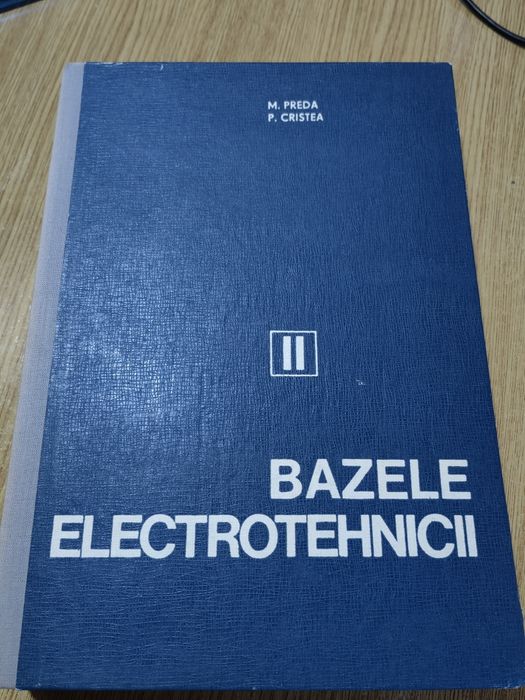 M. PREDA
P. CRISTEA
II
BAZELE
ELECTROTEHNICII